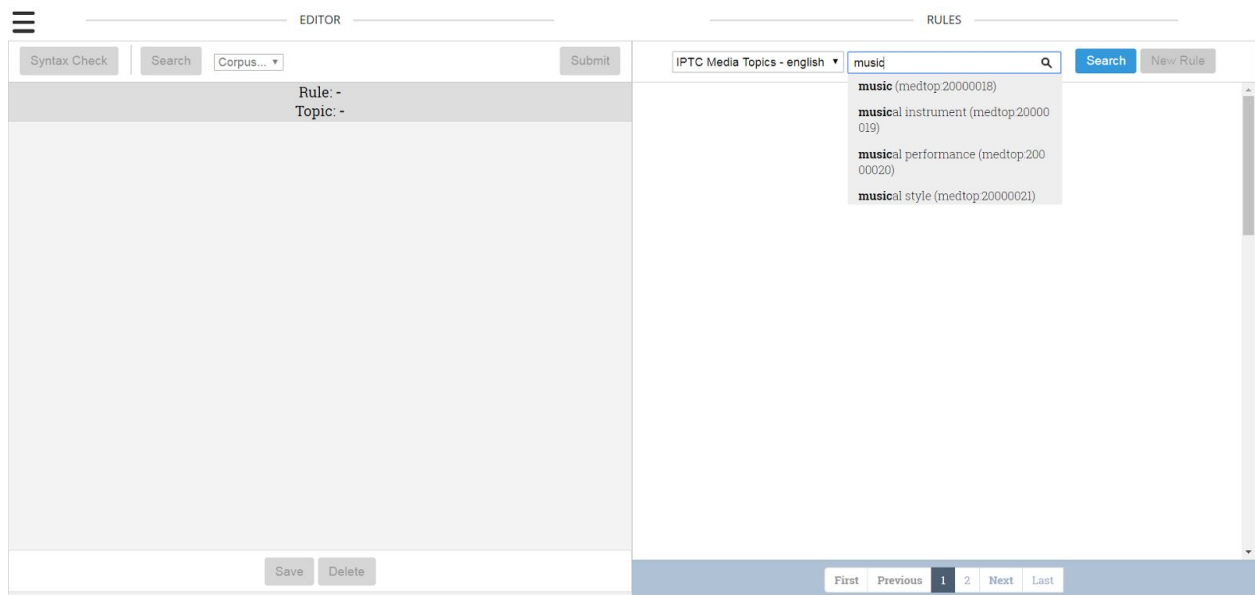 EDITOR
RULES
Syntax Check
Search
Corpus...
Submit
IPTC Media Topics - english
music
Search
New Rule
Rule: -
Topic: -
music (medtop:20000018)
musical instrument (medtop:20000
019)
musical performance (medtop:200
00020)
musical style (medtop:20000021)
Save
Delete
First
Previous
1
2
Next
Last